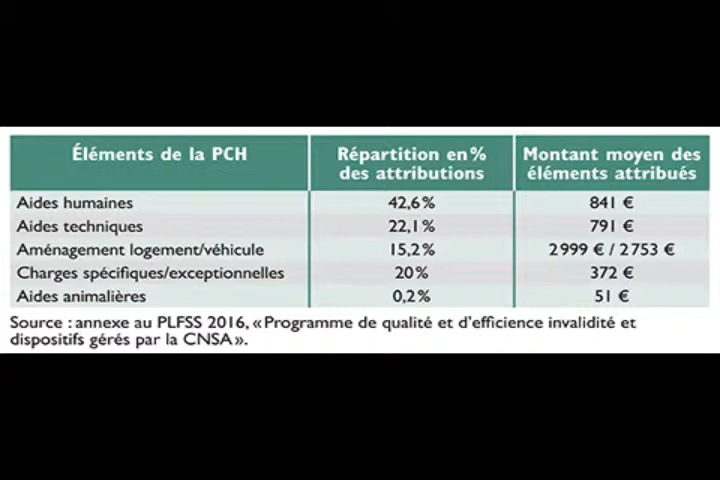 Éléments de la PCH Répartition en % des attributions Montant moyen des éléments attribués
Aides humaines 42,6% 841 €
Aides techniques 22,1% 791 €
Aménagement logement/véhicule 15,2% 2 999 € / 2 753 €
Charges spécifiques/exceptionnelles 20% 372 €
Aides animalières 0,2% 51 €
Source : annexe au PLFSS 2016, « Programme de qualité et d'efficience invalidité et
dispositifs gérés par la CNSA ».